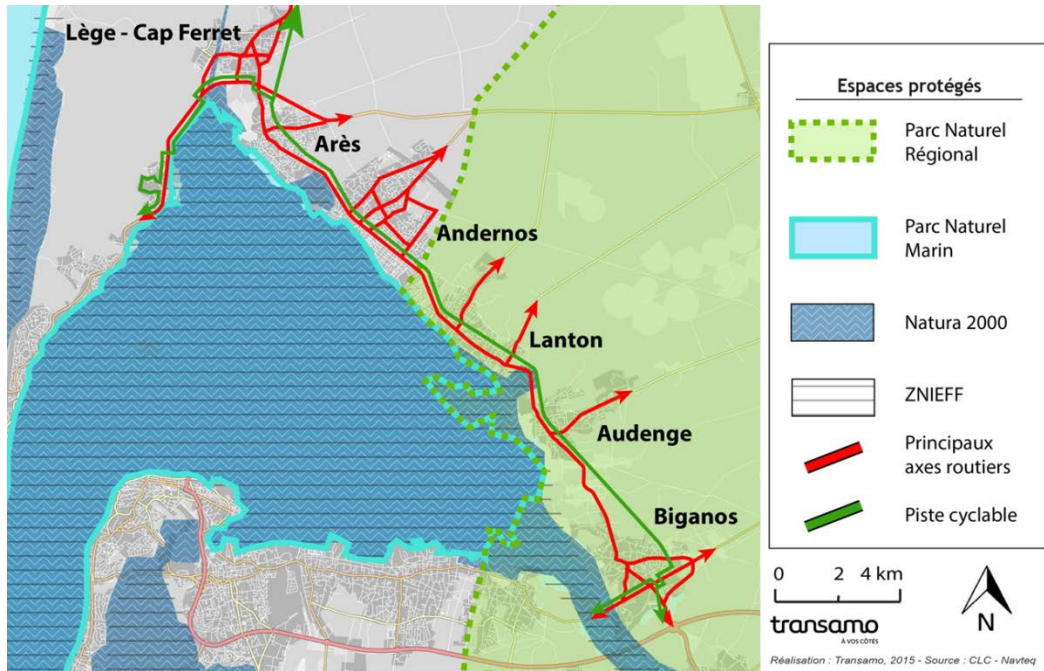 Lège - Cap Ferret
Arès
Andernos
Lanton
Audenge
Biganos
Espaces protégés
Parc Naturel
Régional
Parc Naturel
Marin
Natura 2000
ZNIEFF
Principaux
axes routiers
Piste cyclable
0 2 4 km
transamo
À VOS CÔTÉS
N
Réalisation : Transamo, 2015 - Source : CLC - Navteq